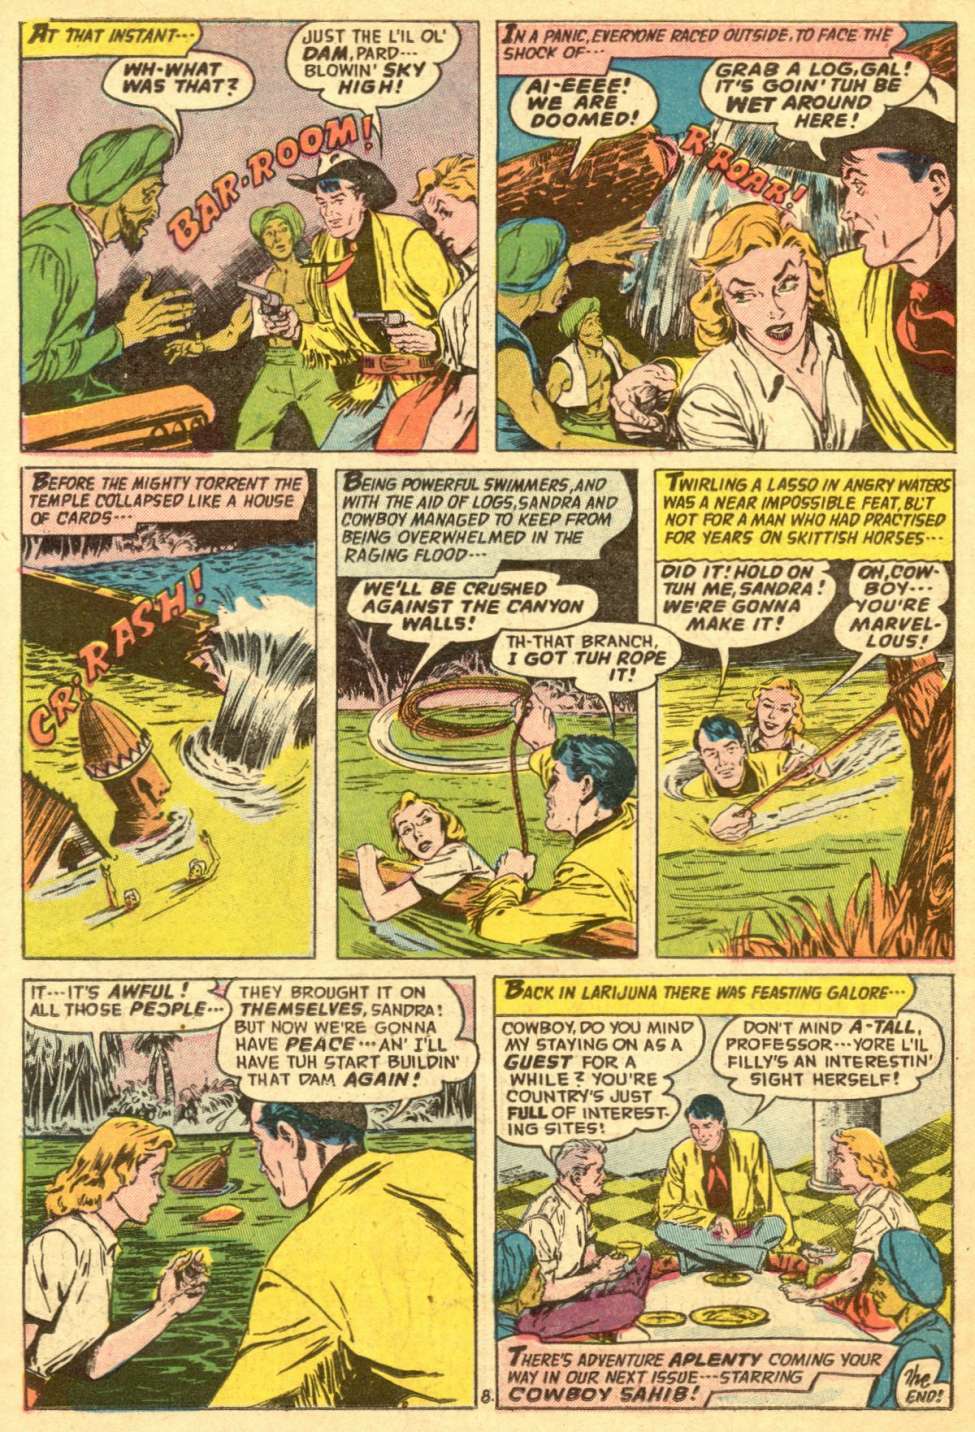 AT THAT INSTANT---
WH-WHAT
WAS THAT?
JUST THE L'IL OL'
DAM, PARD---
BLOWIN' SKY
HIGH!
BAR-ROOM!
IN A PANIC, EVERYONE RACED OUTSIDE, TO FACE THE
SHOCK OF---
AI-EEEE!
WE ARE
DOOMED!
GRAB A LOG, GAL!
IT'S GOIN' TUH BE
WET AROUND
HERE!
R-ROAR!
BEFORE THE MIGHTY TORRENT THE
TEMPLE COLLAPSED LIKE A HOUSE
OF CARDS---
CR-RASH!
BEING POWERFUL SWIMMERS, AND
WITH THE AID OF LOGS, SANDRA AND
COWBOY MANAGED TO KEEP FROM
BEING OVERWHELMED IN THE
RAGING FLOOD---
WE'LL BE CRUSHED
AGAINST THE CANYON
WALLS!
TH-THAT BRANCH,
I GOT TUH ROPE
IT!
TWIRLING A LASSO IN ANGRY WATERS
WAS A NEAR IMPOSSIBLE FEAT, BUT
NOT FOR A MAN WHO HAD PRACTISED
FOR YEARS ON SKITTISH HORSES---
DID IT! HOLD ON
TUH ME, SANDRA!
WE'RE GONNA
MAKE IT!
OH, COW-
BOY---
YOU'RE
MARVEL-
LOUS!
IT---IT'S AWFUL!
ALL THOSE PEOPLE---
THEY BROUGHT IT ON
THEMSELVES, SANDRA!
BUT NOW WE'RE GONNA
HAVE PEACE---AN' I'LL
HAVE TUH START BUILDIN'
THAT DAM AGAIN!
8.
BACK IN LARIJUNA THERE WAS FEASTING GALORE---
COWBOY, DO YOU MIND
MY STAYING ON AS A
GUEST FOR A
WHILE? YOU'RE
COUNTRY'S JUST
FULL OF INTEREST-
ING SITES!
DON'T MIND A-TALL,
PROFESSOR---YORE L'IL
FILLY'S AN INTERESTIN'
SIGHT HERSELF!
THERE'S ADVENTURE APLENTY COMING YOUR
WAY IN OUR NEXT ISSUE---STARRING
COWBOY SAHIB!
The
END!